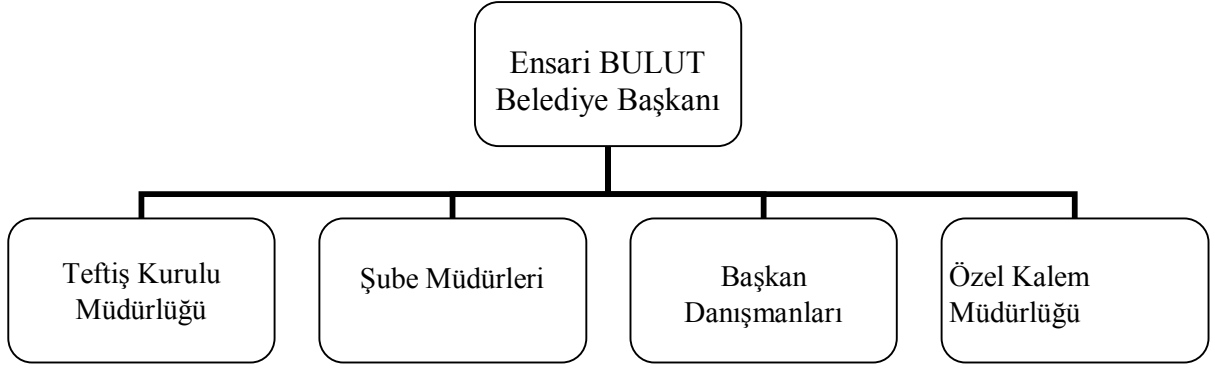 Ensari BULUT
Belediye Başkanı
Teftiş Kurulu
Müdürlüğü
Şube Müdürleri
Başkan
Danışmanları
Özel Kalem
Müdürlüğü